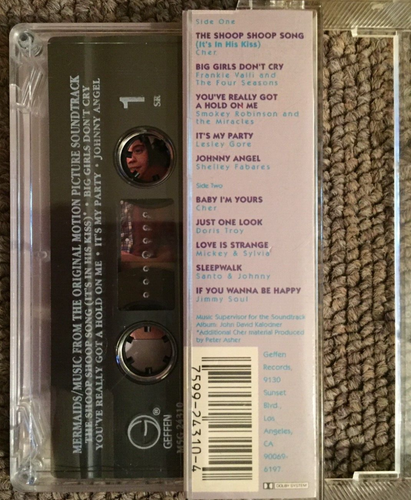 MERMAIDS/MUSIC FROM THE ORIGINAL MOTION PICTURE SOUNDTRACK
THE SHOOP SHOOP SONG (IT'S IN HIS KISS)* • BIG GIRLS DON'T CRY
YOU'VE REALLY GOT A HOLD ON ME • IT'S MY PARTY • JOHNNY ANGEL
1
SR
GEFFEN
M5G 24310
Side One
THE SHOOP SHOOP SONG
(It's In His Kiss)
Cher
BIG GIRLS DON'T CRY
Frankie Valli and
The Four Seasons
YOU'VE REALLY GOT
A HOLD ON ME
Smokey Robinson and
the Miracles
IT'S MY PARTY
Lesley Gore
JOHNNY ANGEL
Shelley Fabares
Side Two
BABY I'M YOURS
Cher
JUST ONE LOOK
Doris Troy
LOVE IS STRANGE
Mickey & Sylvia
SLEEPWALK
Santo & Johnny
IF YOU WANNA BE HAPPY
Jimmy Soul
Music Supervisor for the Soundtrack
Album: John David Kalodner
*Additional Cher material Produced
by Peter Asher
7599-24310-4
Geffen
Records,
9130
Sunset
Blvd.,
Los
Angeles,
CA
90069-
6197
DOLBY SYSTEM